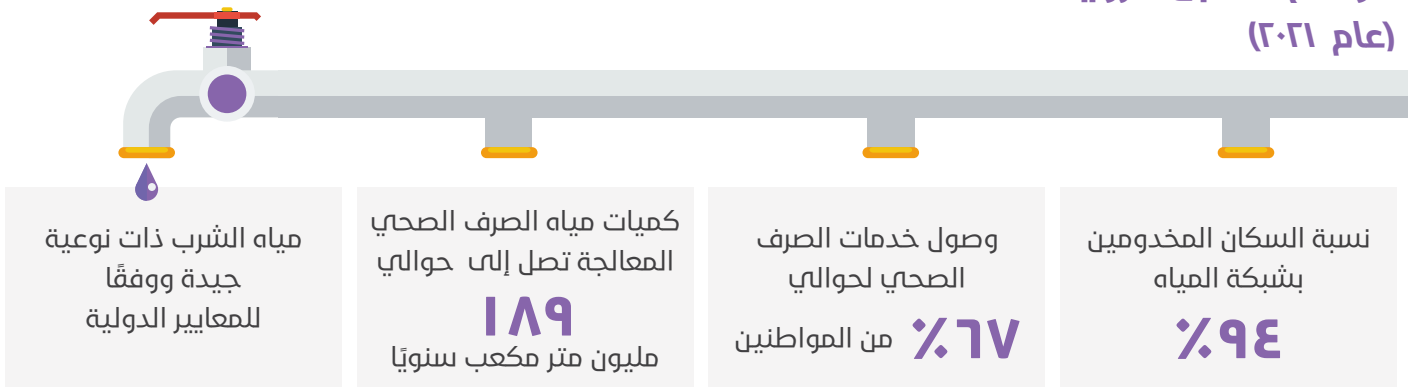 (عام ٢٠٢١)
نسبة السكان المخدومين
بشبكة المياه
٩٤٪
وصول خدمات الصرف
الصحي لحوالي
٦٧٪ من المواطنين
كميات مياه الصرف الصحي
المعالجة تصل إلى حوالي
١٨٩
مليون متر مكعب سنويًا
مياه الشرب ذات نوعية
جيدة ووفقًا
للمعايير الدولية